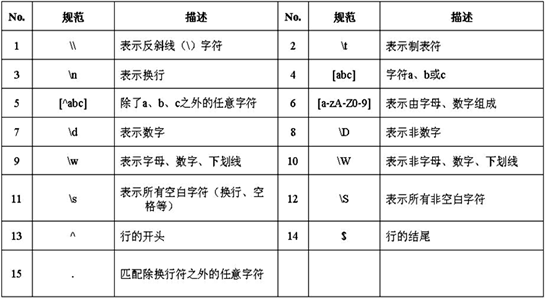 No. 规范 描述 No. 规范 描述
1 \\ 表示反斜线（\）字符 2 \t 表示制表符
3 \n 表示换行 4 [abc] 字符a、b或c
5 [^abc] 除了a、b、c之外的任意字符 6 [a-zA-Z0-9] 表示由字母、数字组成
7 \d 表示数字 8 \D 表示非数字
9 \w 表示字母、数字、下划线 10 \W 表示非字母、数字、下划线
11 \s 表示所有空白字符（换行、空
格等） 12 \S 表示所有非空白字符
13 ^ 行的开头 14 $ 行的结尾
15 . 匹配除换行符之外的任意字符